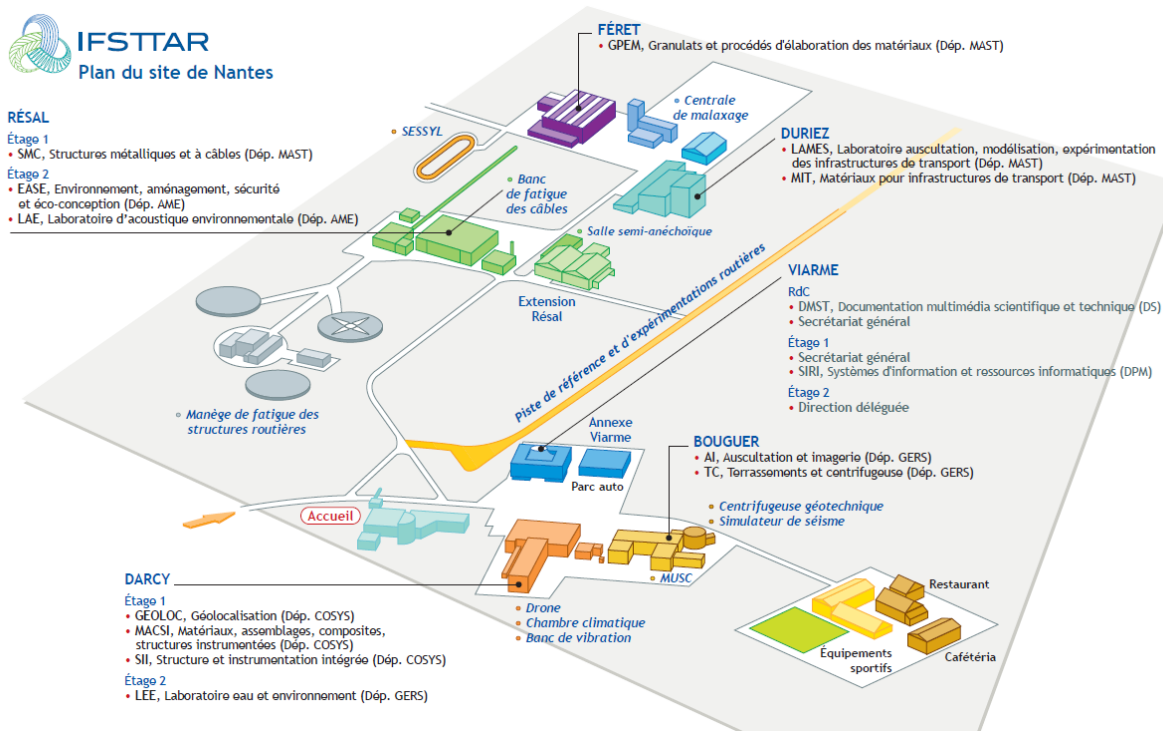 IFSTTAR
Plan du site de Nantes
FÉRET
• GPEM, Granulats et procédés d'élaboration des matériaux (Dép. MAST)
Centrale
de malaxage
SESSYL
RÉSAL
Étage 1
• SMC, Structures métalliques et à câbles (Dép. MAST)
Étage 2
• EASE, Environnement, aménagement, sécurité
et éco-conception (Dép. AME)
• LAE, Laboratoire d'acoustique environnementale (Dép. AME)
DURIEZ
• LAMES, Laboratoire auscultation, modélisation, expérimentation
des infrastructures de transport (Dép. MAST)
• MIT, Matériaux pour infrastructures de transport (Dép. MAST)
Banc
de fatigue
des câbles
Salle semi-anéchoïque
Extension
Résal
Piste de référence et d'expérimentations routières
VIARME
RdC
• DMST, Documentation multimédia scientifique et technique (DS)
• Secrétariat général
Étage 1
• Secrétariat général
• SIRI, Systèmes d'information et ressources informatiques (DPM)
Étage 2
• Direction déléguée
Manège de fatigue des
structures routières
Annexe
Viarme
Parc auto
BOUGUER
• AI, Auscultation et imagerie (Dép. GERS)
• TC, Terrassements et centrifugeuse (Dép. GERS)
Centrifugeuse géotechnique
Simulateur de séisme
Accueil
MUSC
DARCY
Étage 1
• GEOLOC, Géolocalisation (Dép. COSYS)
• MACSI, Matériaux, assemblages, composites,
structures instrumentées (Dép. COSYS)
• SII, Structure et instrumentation intégrée (Dép. COSYS)
Étage 2
• LEE, Laboratoire eau et environnement (Dép. GERS)
Drone
Chambre climatique
Banc de vibration
Restaurant
Équipements
sportifs
Cafétéria